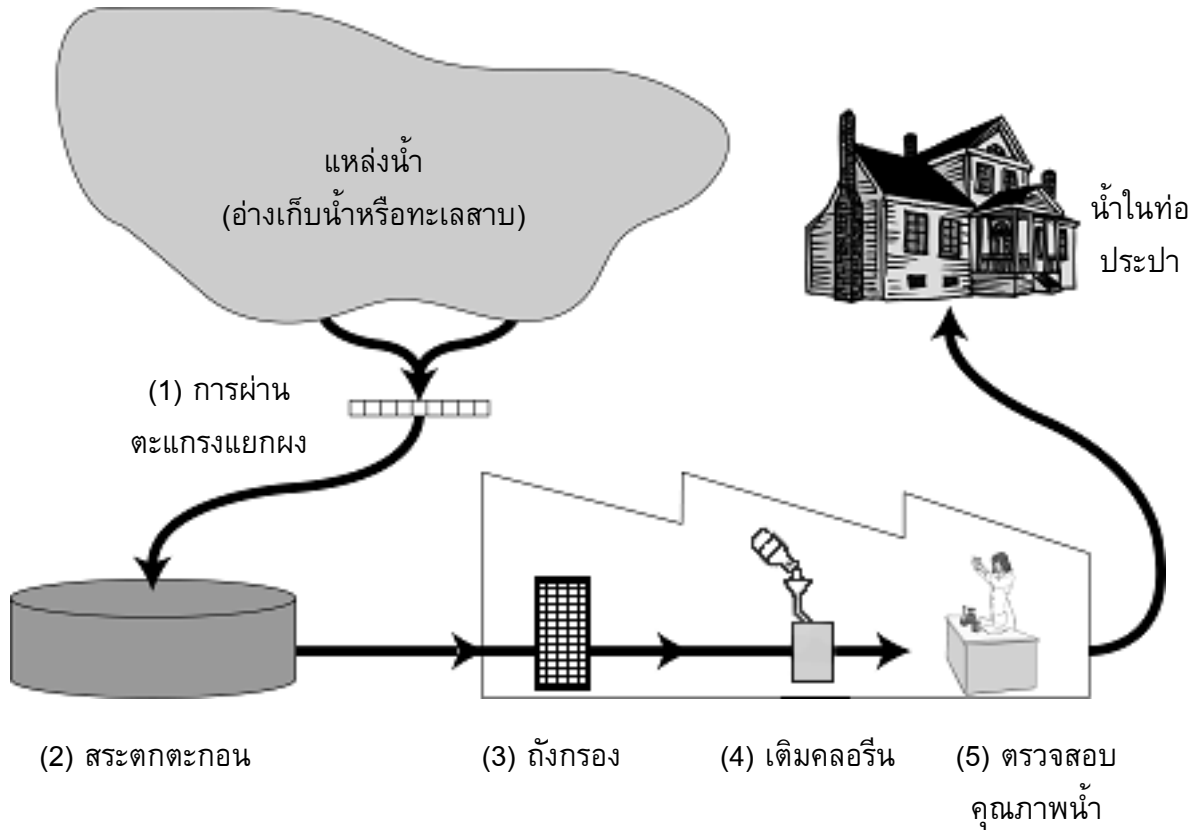 แหล่งน้ำ
(อ่างเก็บน้ำหรือทะเลสาบ)
น้ำในท่อ
ประปา
(1) การผ่าน
ตะแกรงแยกผง
(2) สระตกตะกอน
(3) ถังกรอง
(4) เติมคลอรีน
(5) ตรวจสอบ
คุณภาพน้ำ